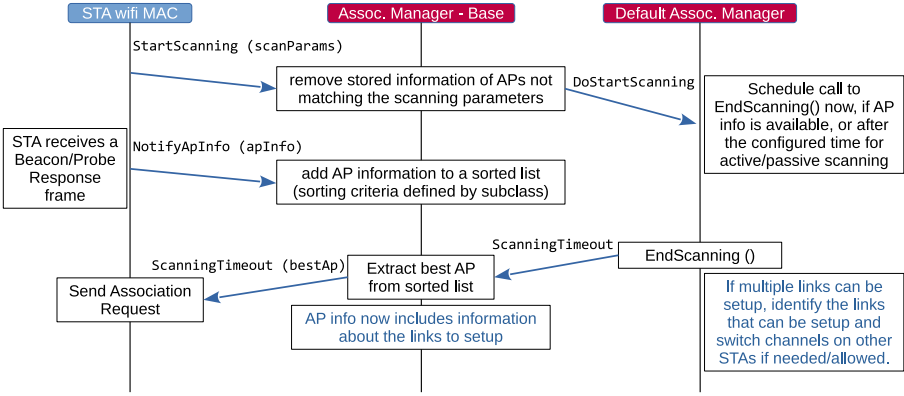 STA wifi MAC
Assoc. Manager - Base
Default Assoc. Manager
StartScanning (scanParams)
remove stored information of APs not
matching the scanning parameters
DoStartScanning
Schedule call to
EndScanning() now, if AP
info is available, or after
the configured time for
active/passive scanning
STA receives a
Beacon/Probe
Response
frame
NotifyApInfo (apInfo)
add AP information to a sorted list
(sorting criteria defined by subclass)
ScanningTimeout
EndScanning ()
ScanningTimeout (bestAp)
Extract best AP
from sorted list
Send Association
Request
AP info now includes information
about the links to setup
If multiple links can be
setup, identify the links
that can be setup and
switch channels on other
STAs if needed/allowed.